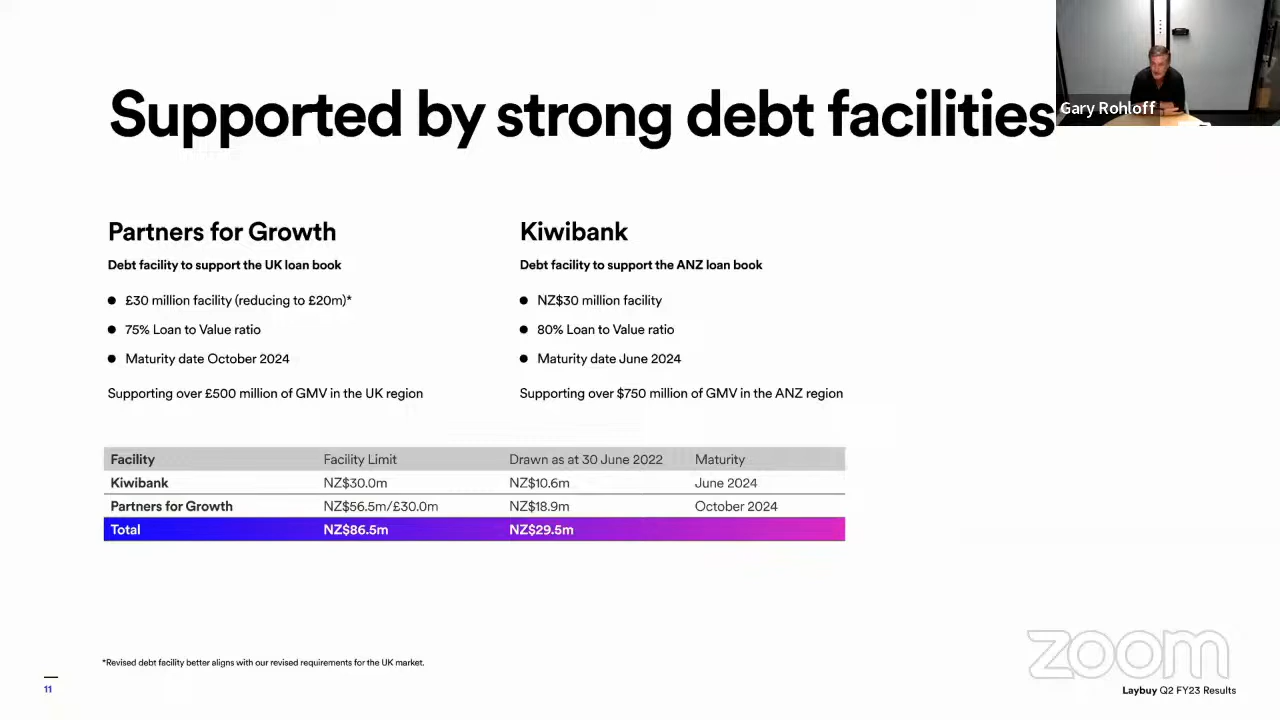 Supported by strong debt facilities
Gary Rohloff
Partners for Growth
Debt facility to support the UK loan book
● £30 million facility (reducing to £20m)*
● 75% Loan to Value ratio
● Maturity date October 2024
Supporting over £500 million of GMV in the UK region
Kiwibank
Debt facility to support the ANZ loan book
● NZ$30 million facility
● 80% Loan to Value ratio
● Maturity date June 2024
Supporting over $750 million of GMV in the ANZ region
Facility Facility Limit Drawn as at 30 June 2022 Maturity
Kiwibank NZ$30.0m NZ$10.6m June 2024
Partners for Growth NZ$56.5m/£30.0m NZ$18.9m October 2024
Total NZ$86.5m NZ$29.5m
*Revised debt facility better aligns with our revised requirements for the UK market.
zoom
11
Laybuy Q2 FY23 Results